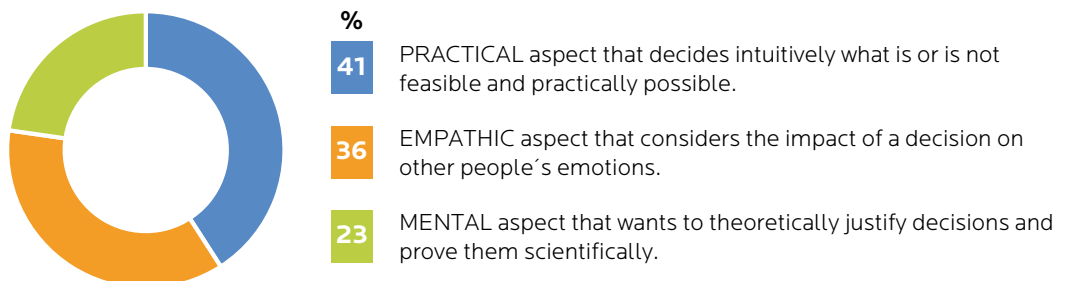 %
41
PRACTICAL aspect that decides intuitively what is or is not
feasible and practically possible.
36
EMPATHIC aspect that considers the impact of a decision on
other people´s emotions.
23
MENTAL aspect that wants to theoretically justify decisions and
prove them scientifically.